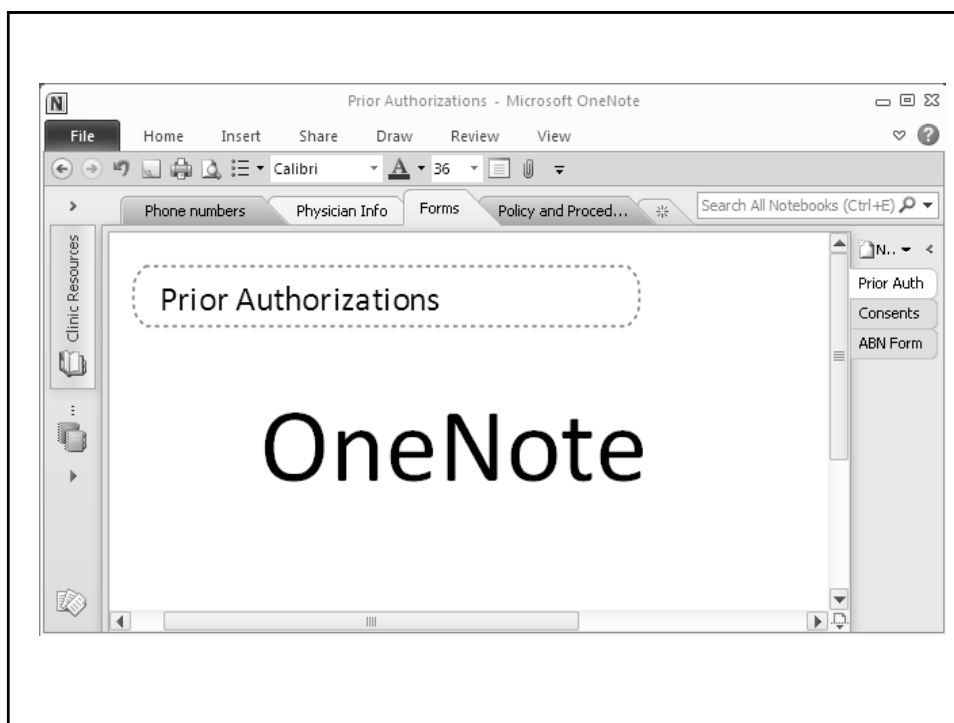 N Prior Authorizations - Microsoft OneNote
File Home Insert Share Draw Review View ?
Calibri A 36
Phone numbers Physician Info Forms Policy and Proced... Search All Notebooks (Ctrl+E)
Clinic Resources
N..
Prior Authorizations
Prior Auth
Consents
ABN Form
OneNote